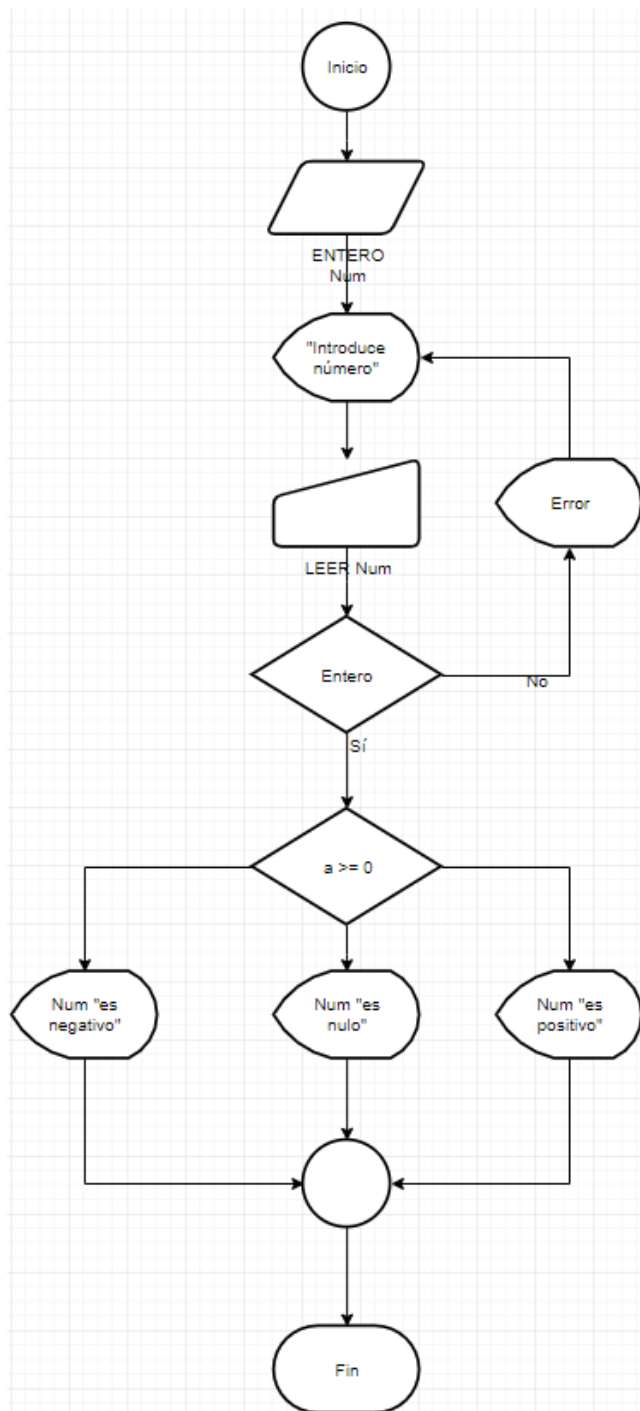 Inicio
ENTERO
Num
"Introduce
número"
Error
LEER Num
Entero
No
Sí
a >= 0
Num "es
negativo"
Num "es
nulo"
Num "es
positivo"
Fin